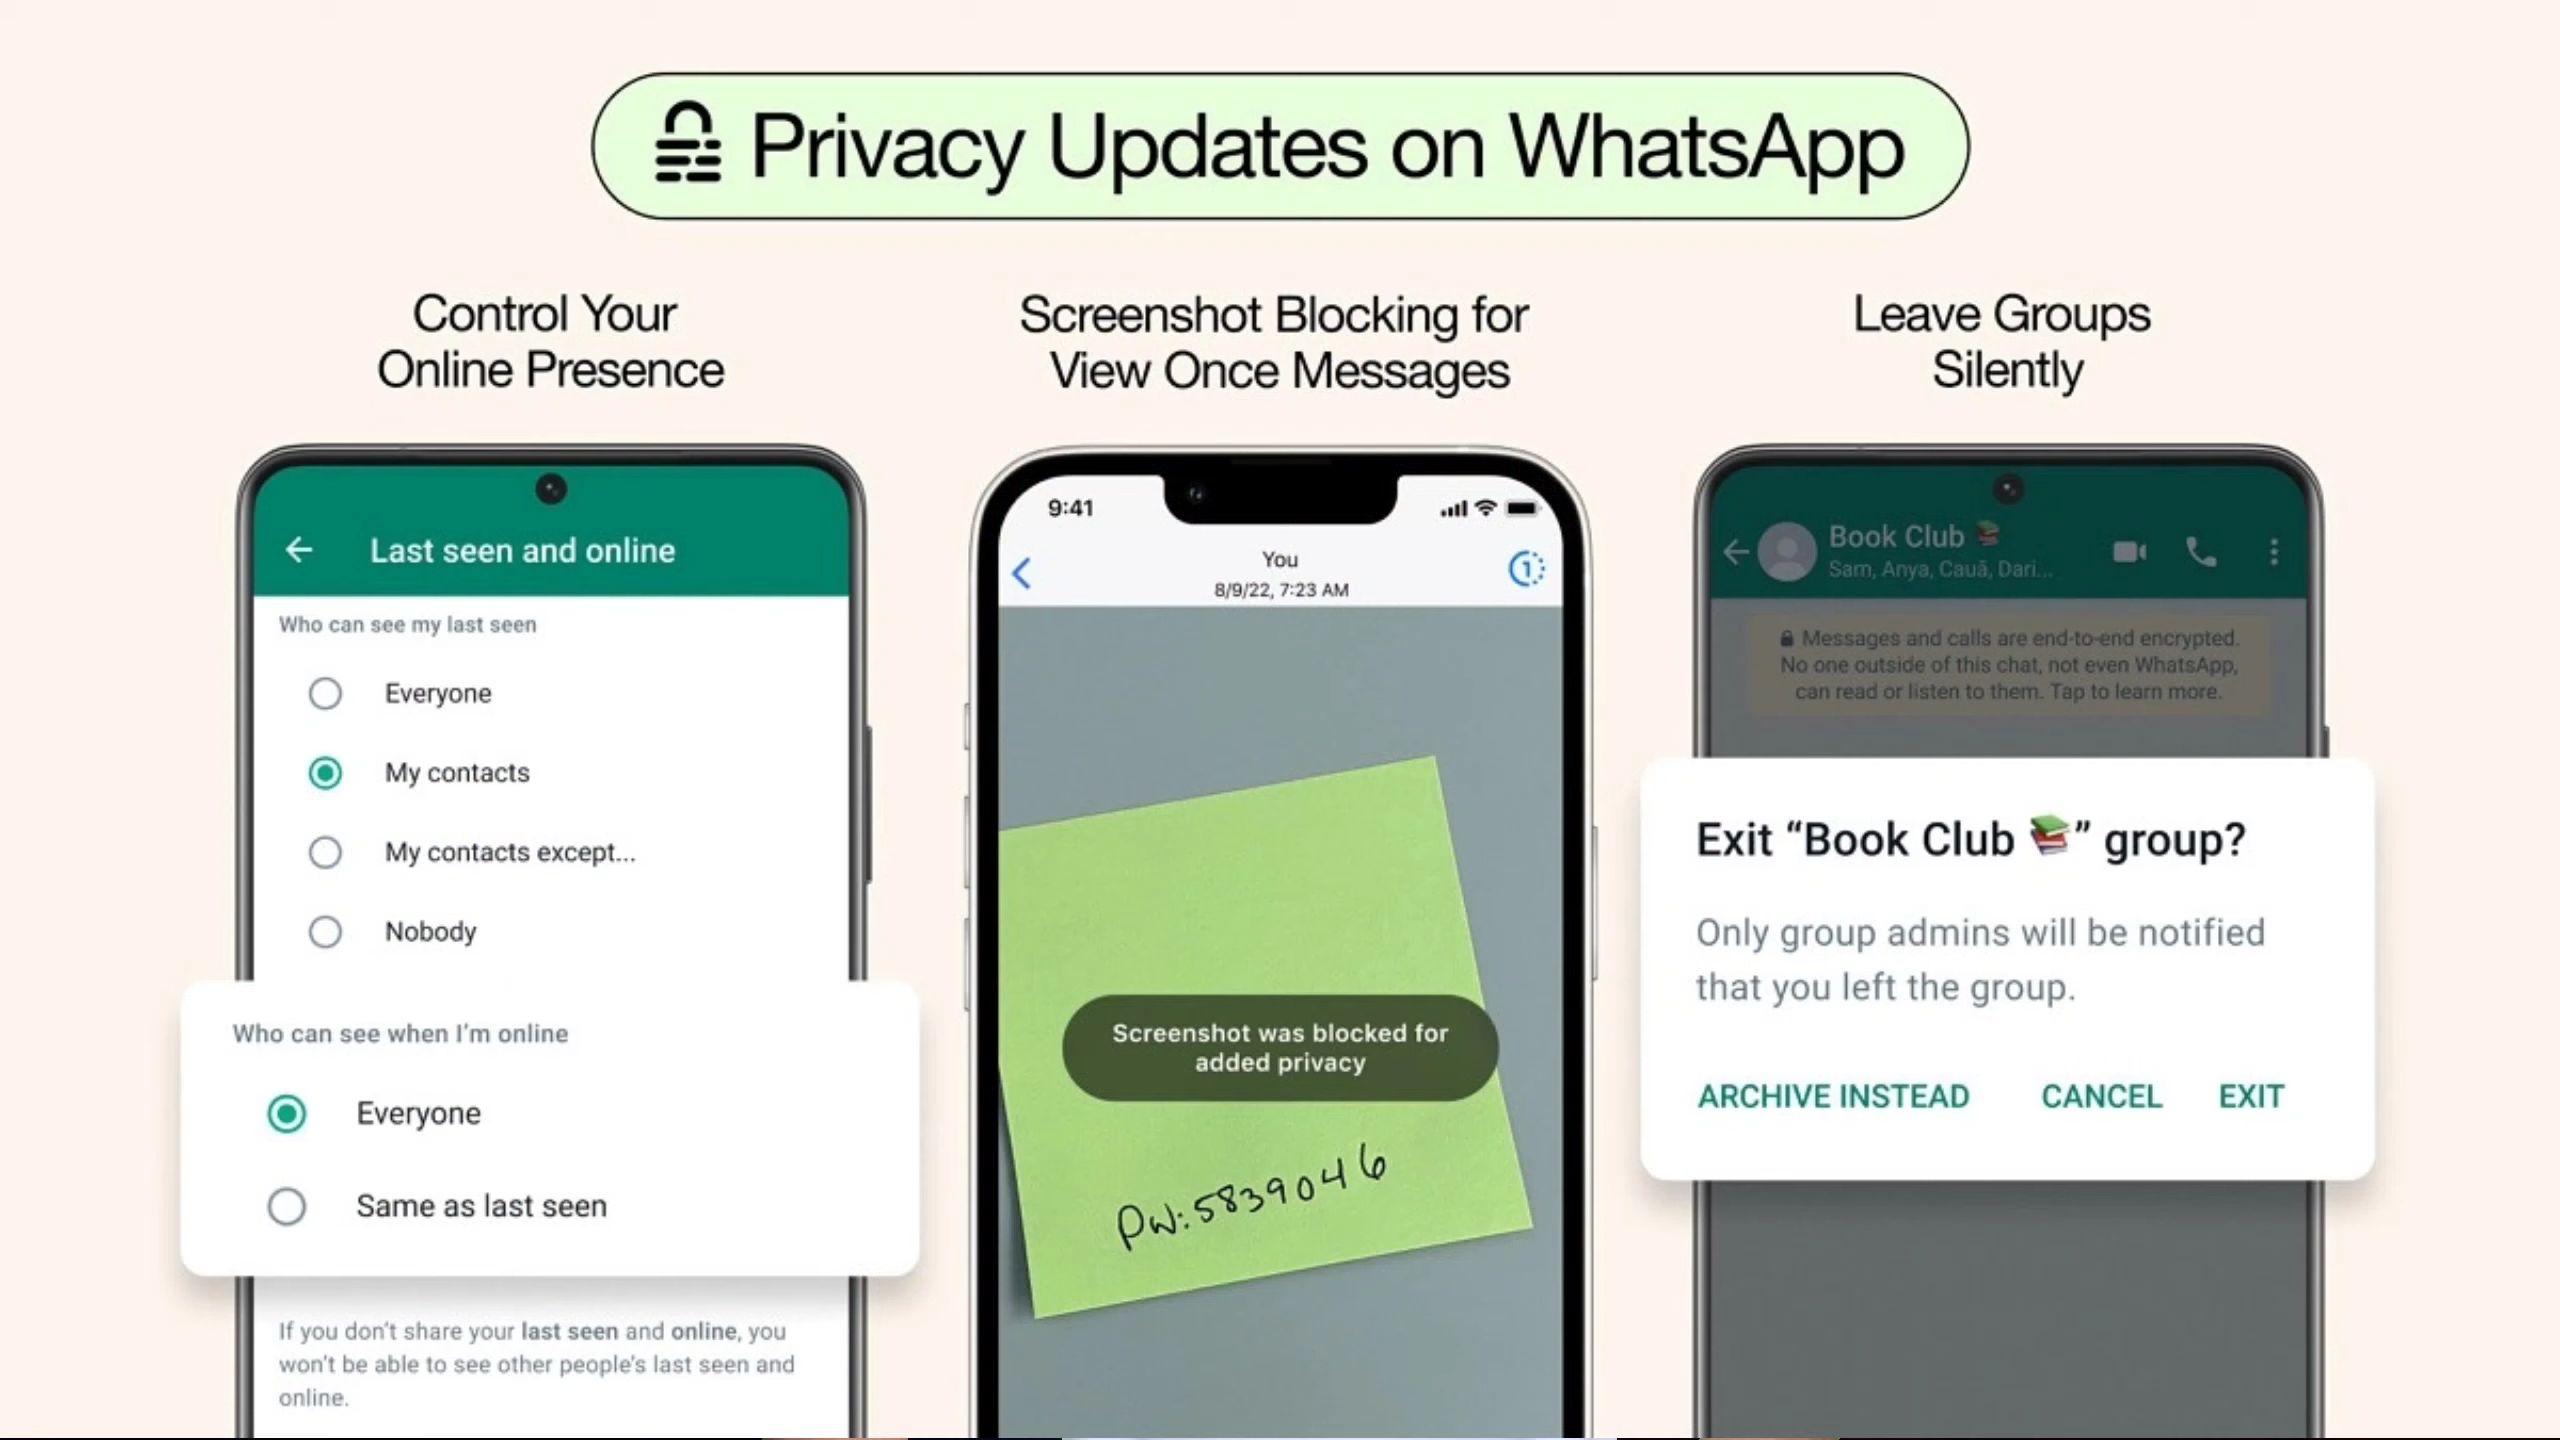 Privacy Updates on WhatsApp
Control Your
Online Presence
Last seen and online
Who can see my last seen
Everyone
My contacts
My contacts except...
Nobody
Who can see when I’m online
Everyone
Same as last seen
If you don’t share your last seen and online, you
won’t be able to see other people’s last seen and
online.
Screenshot Blocking for
View Once Messages
9:41
You
8/9/22, 7:23 AM
1
Screenshot was blocked for
added privacy
PW: 5839046
Leave Groups
Silently
Book Club 📚
Sam, Anya, Cauã, Dari...
Messages and calls are end-to-end encrypted.
No one outside of this chat, not even WhatsApp,
can read or listen to them. Tap to learn more.
Exit “Book Club 📚” group?
Only group admins will be notified
that you left the group.
ARCHIVE INSTEAD CANCEL EXIT